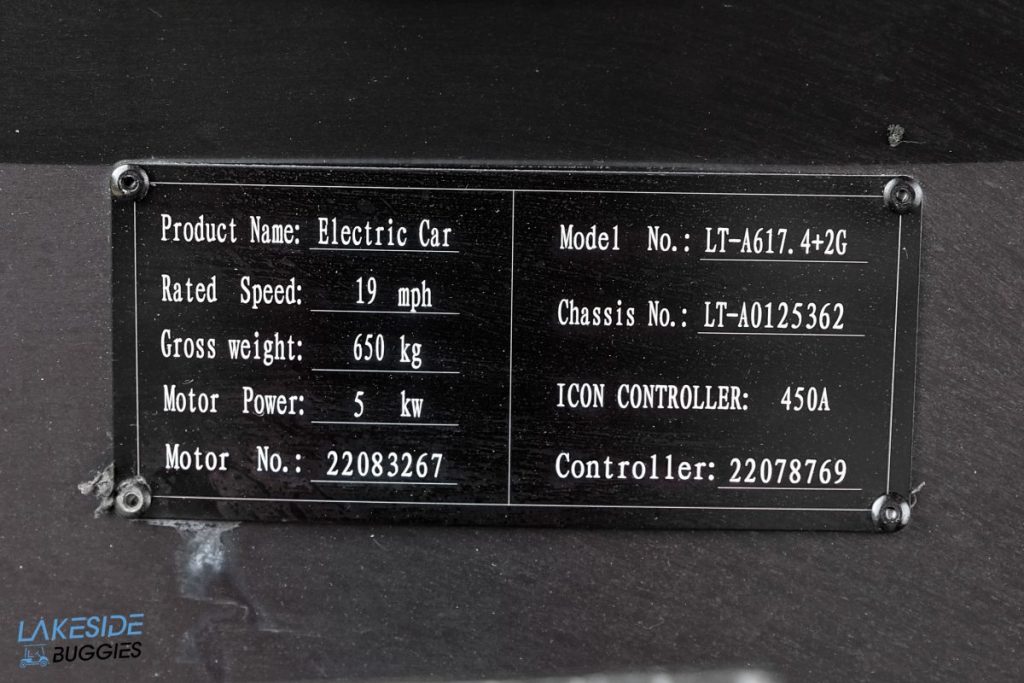 Product Name: Electric Car
Rated Speed: 19 mph
Gross weight: 650 kg
Motor Power: 5 kw
Motor No.: 22083267
Model No.: LT-A617.4+2G
Chassis No.: LT-A0125362
ICON CONTROLLER: 450A
Controller: 22078769
LAKESIDE
BUGGIES